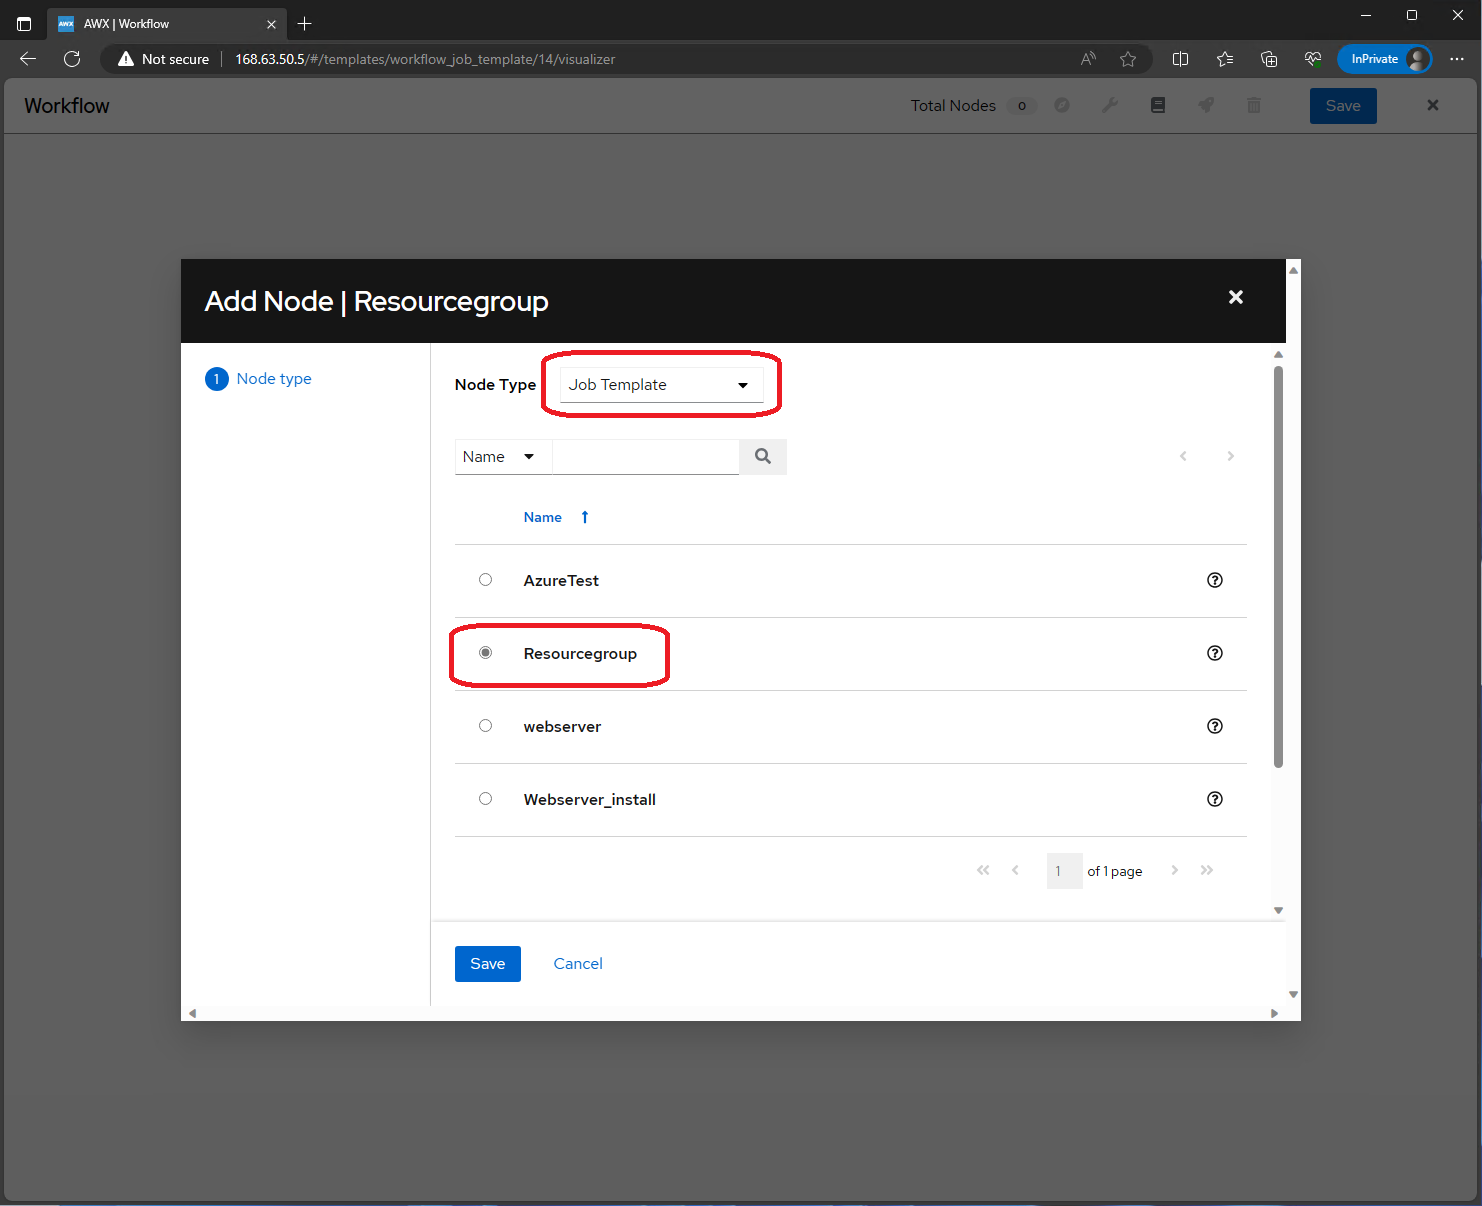 AWX | Workflow
Not secure 168.63.50.5/#/templates/workflow_job_template/14/visualizer InPrivate
Workflow Total Nodes 0 Save
Add Node | Resourcegroup
1 Node type
Node Type Job Template
Name
Name
AzureTest
Resourcegroup
webserver
Webserver_install
1 of 1 page
Save Cancel